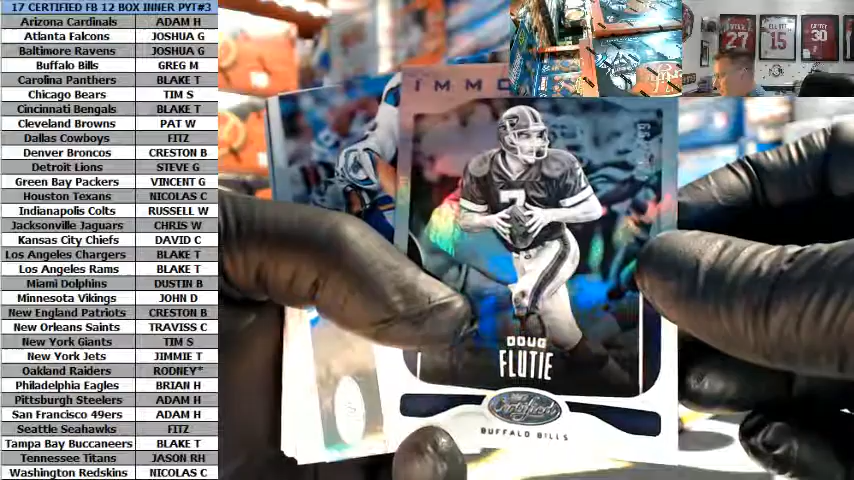 17 CERTIFIED FB 12 BOX INNER PYT#3
Arizona Cardinals ADAM H
Atlanta Falcons JOSHUA G
Baltimore Ravens JOSHUA G
Buffalo Bills GREG M
Carolina Panthers BLAKE T
Chicago Bears TIM S
Cincinnati Bengals BLAKE T
Cleveland Browns PAT W
Dallas Cowboys FITZ
Denver Broncos CRESTON B
Detroit Lions STEVE G
Green Bay Packers VINCENT G
Houston Texans NICOLAS C
Indianapolis Colts RUSSELL W
Jacksonville Jaguars CHRIS W
Kansas City Chiefs DAVID C
Los Angeles Chargers BLAKE T
Los Angeles Rams BLAKE T
Miami Dolphins DUSTIN B
Minnesota Vikings JOHN D
New England Patriots CRESTON B
New Orleans Saints TRAVISS C
New York Giants TIM S
New York Jets JIMMIE T
Oakland Raiders RODNEY*
Philadelphia Eagles BRIAN H
Pittsburgh Steelers ADAM H
San Francisco 49ers ADAM H
Seattle Seahawks FITZ
Tampa Bay Buccaneers BLAKE T
Tennessee Titans JASON RH
Washington Redskins NICOLAS C
IMMO
7
DOUG
FLUTIE
Certified
BUFFALO BILLS
27
15
30